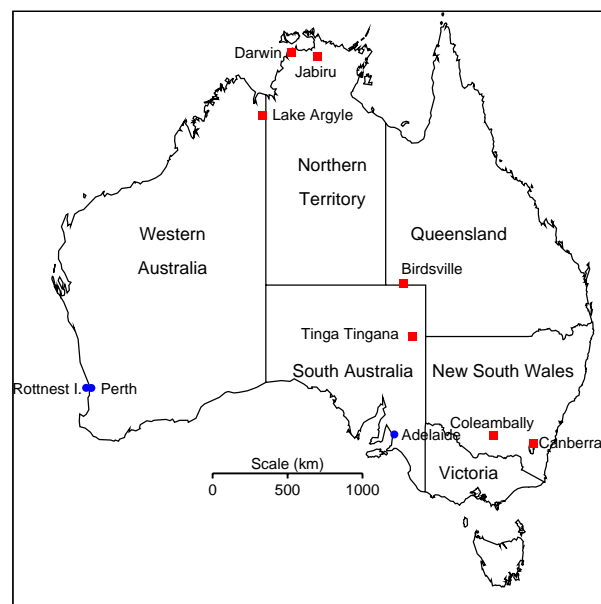 Darwin
Jabiru
Lake Argyle
Northern
Territory
Western
Australia
Queensland
Birdsville
Tinga Tingana
South Australia
New South Wales
Rottnest I.
Perth
Coleambally
Adelaide
Canberra
Scale (km)
Victoria
0 500 1000